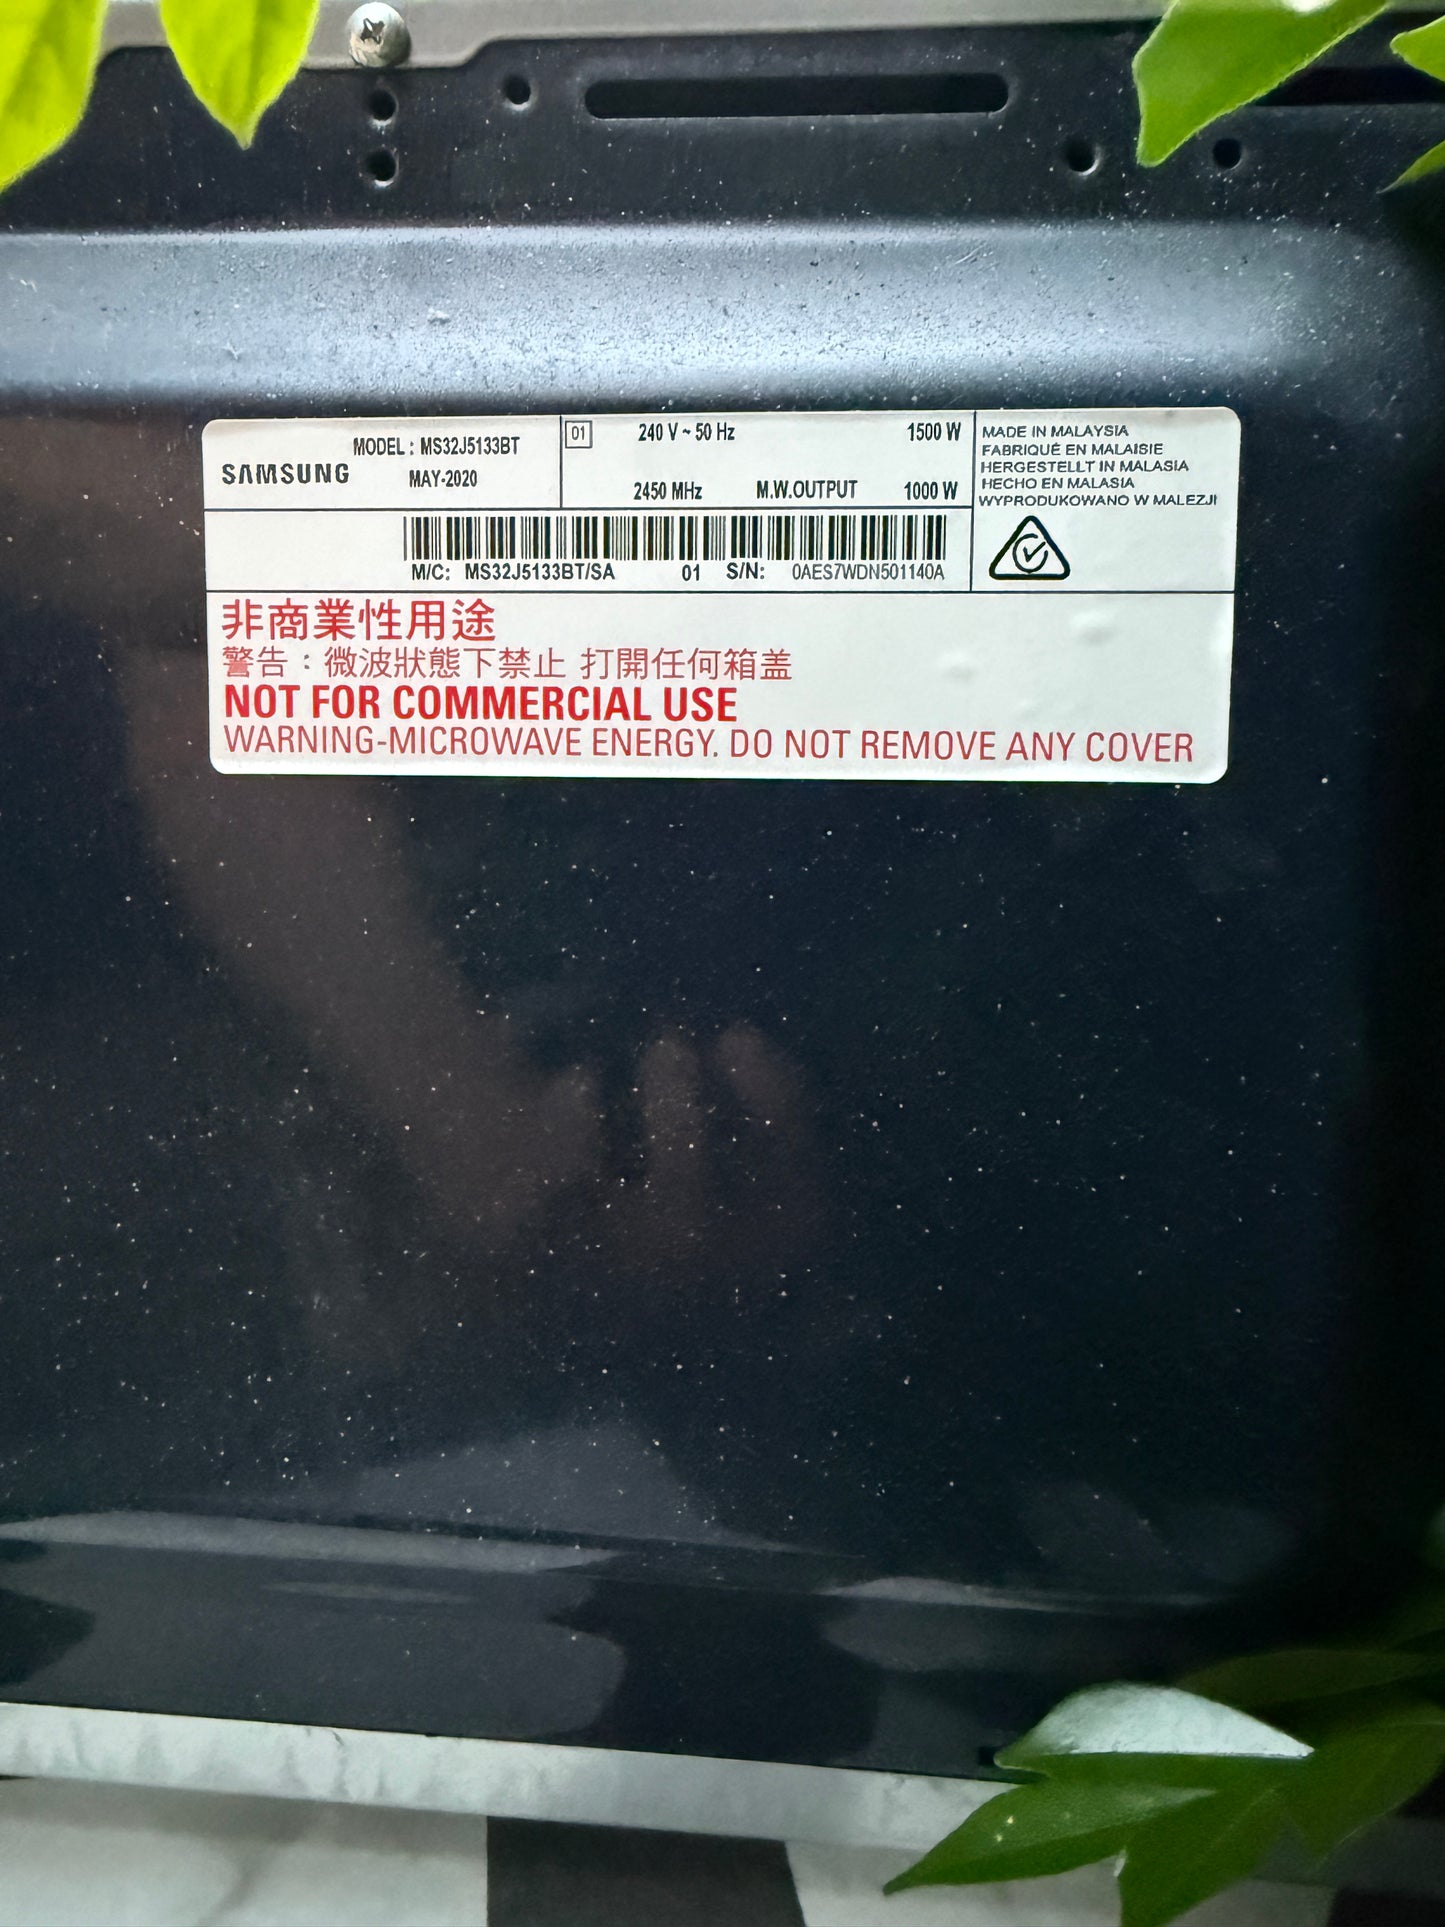 SAMSUNG
MODEL : MS32J5133BT
MAY-2020
01
240 V ~ 50 Hz
1500 W
2450 MHz
M.W.OUTPUT
1000 W
MADE IN MALAYSIA
FABRIQUÉ EN MALAISIE
HERGESTELLT IN MALASIA
HECHO EN MALASIA
WYPRODUKOWANO W MALEZJI
M/C: MS32J5133BT/SA 01 S/N: 0AES7WDN501140A
非商業性用途
警告：微波狀態下禁止 打開任何箱盖
NOT FOR COMMERCIAL USE
WARNING-MICROWAVE ENERGY. DO NOT REMOVE ANY COVER